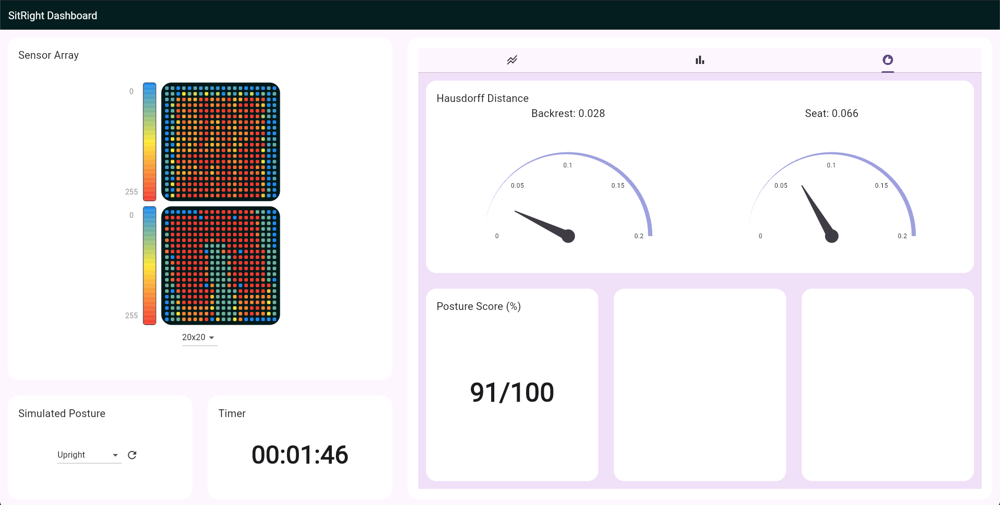 SitRight Dashboard
Sensor Array
0
255
0
255
20x20
Simulated Posture
Upright
Timer
00:01:46
Hausdorff Distance
Backrest: 0.028
0
0.05
0.1
0.15
0.2
Seat: 0.066
0
0.05
0.1
0.15
0.2
Posture Score (%)
91/100